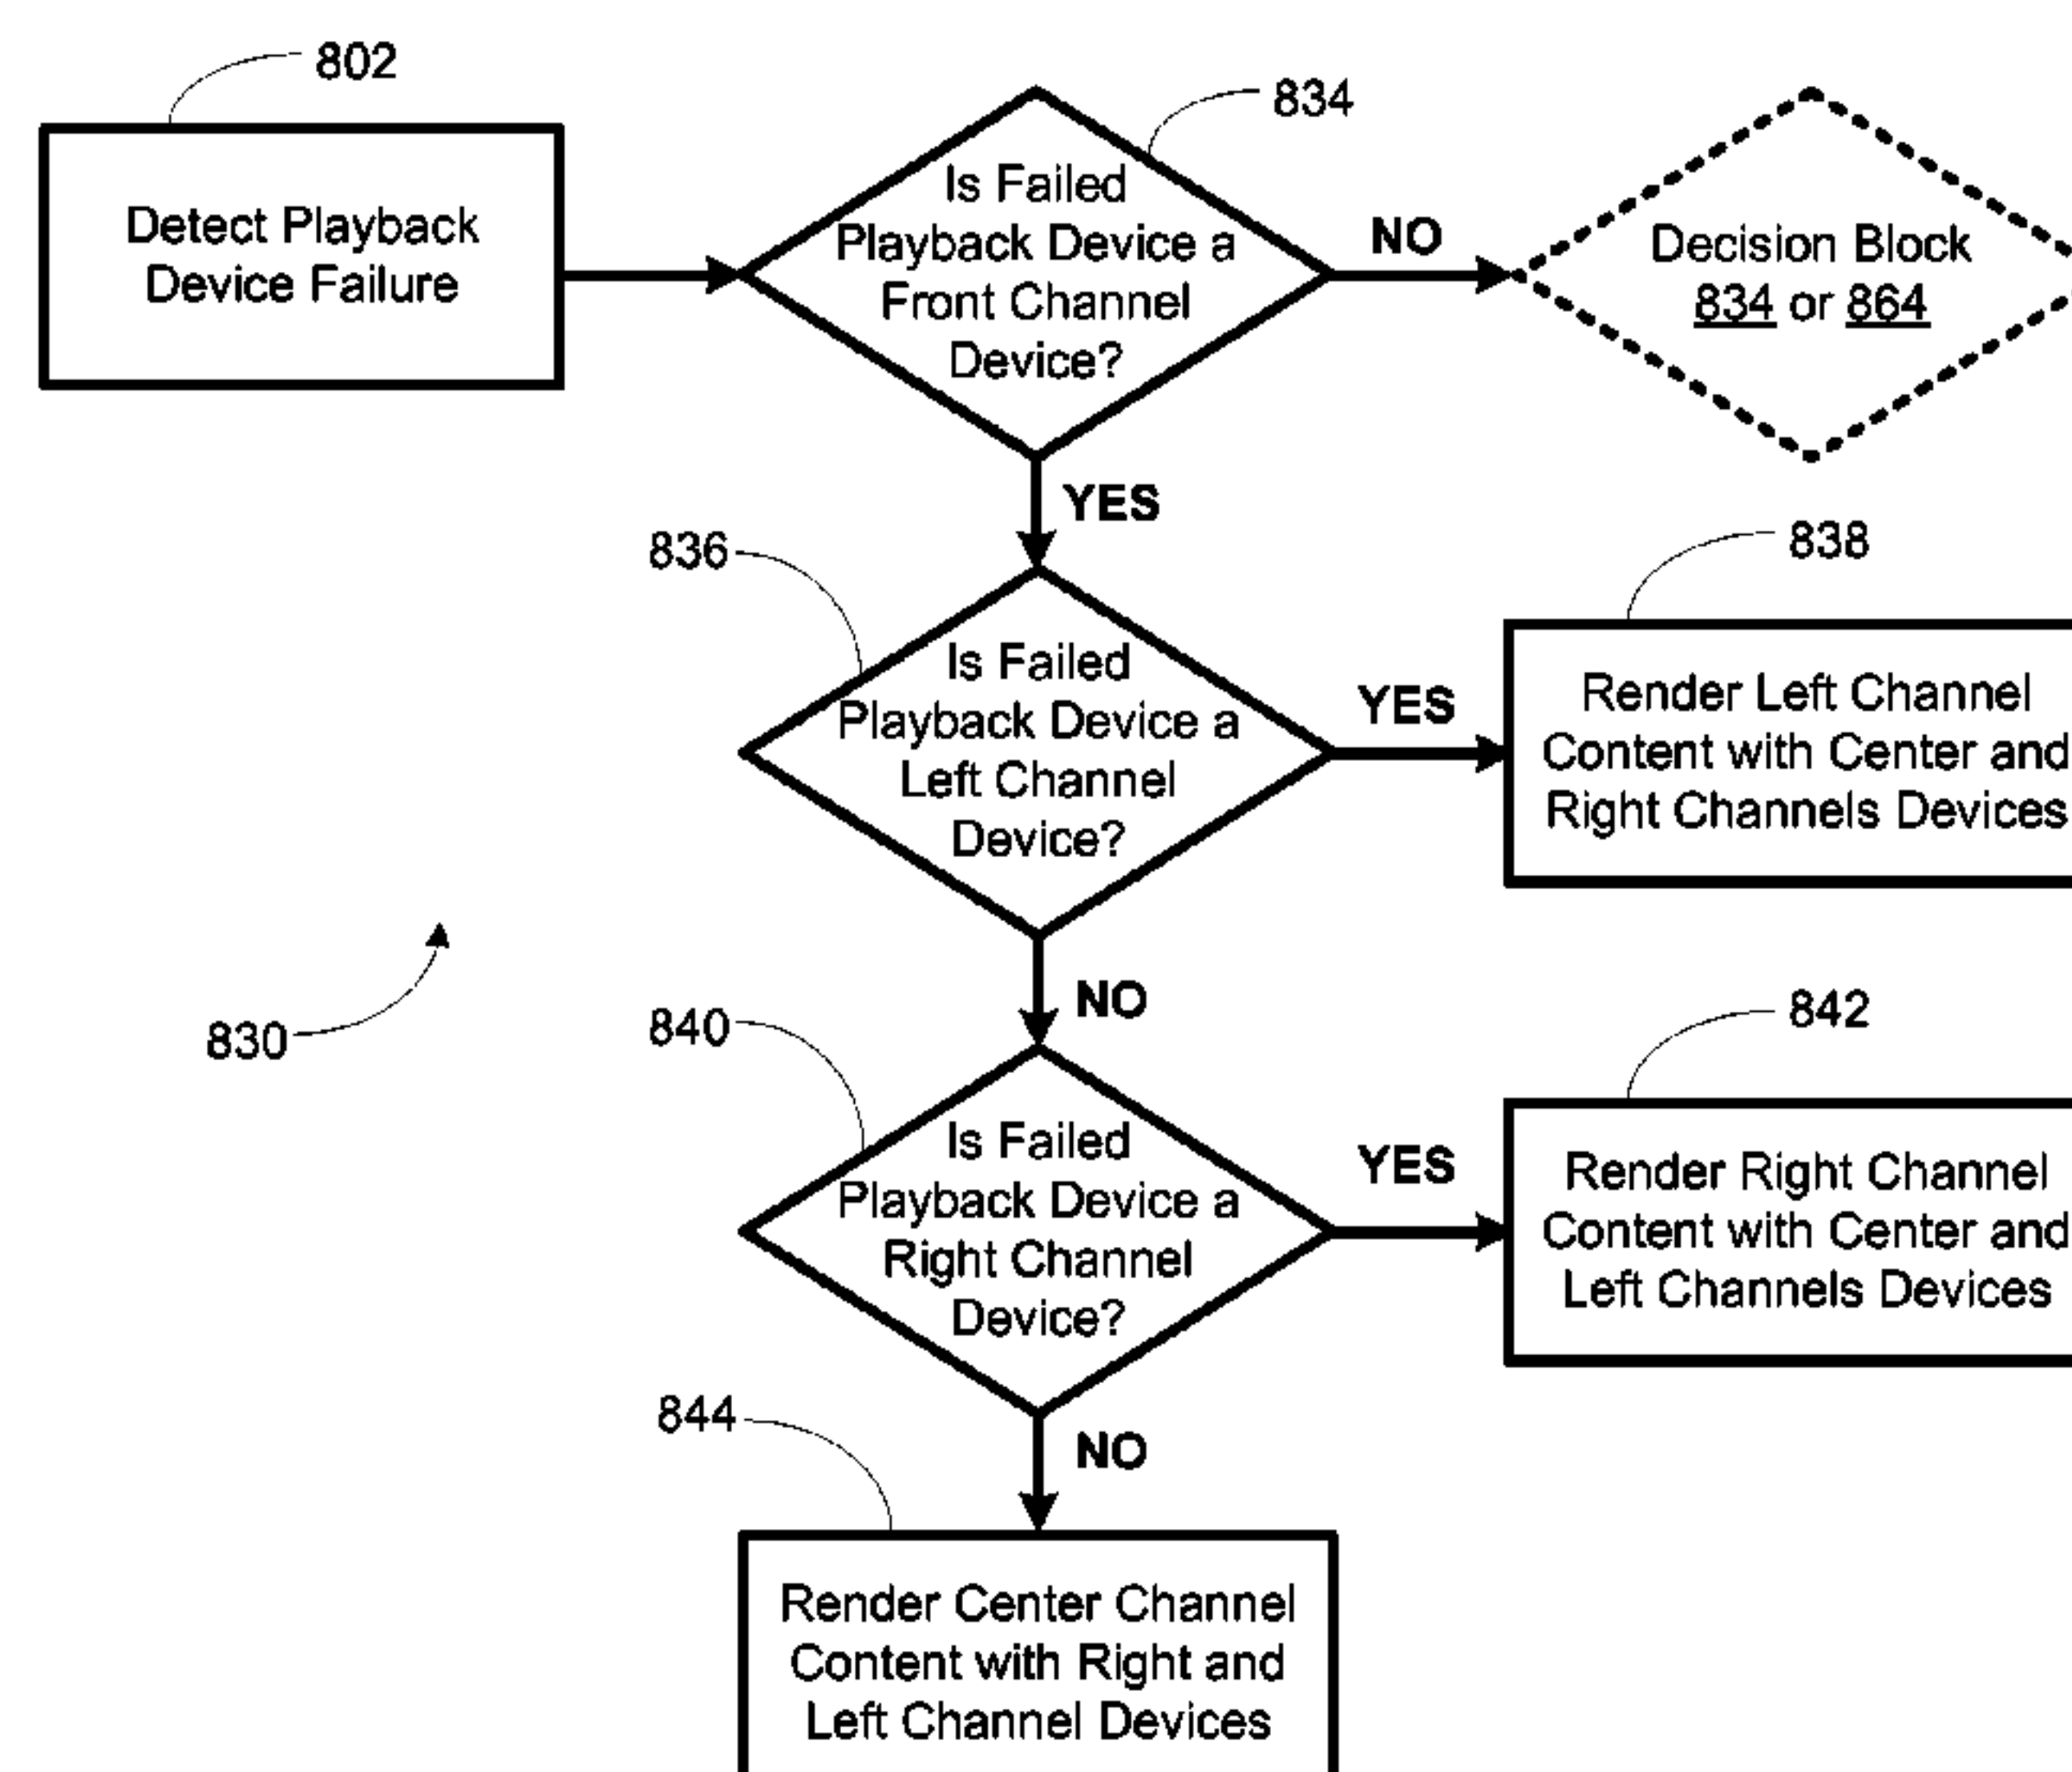 802
Detect Playback
Device Failure
834
Is Failed
Playback Device a
Front Channel
Device?
NO
Decision Block
834 or 864
YES
836
Is Failed
Playback Device a
Left Channel
Device?
YES
838
Render Left Channel
Content with Center and
Right Channels Devices
NO
830
840
Is Failed
Playback Device a
Right Channel
Device?
YES
842
Render Right Channel
Content with Center and
Left Channels Devices
NO
844
Render Center Channel
Content with Right and
Left Channel Devices